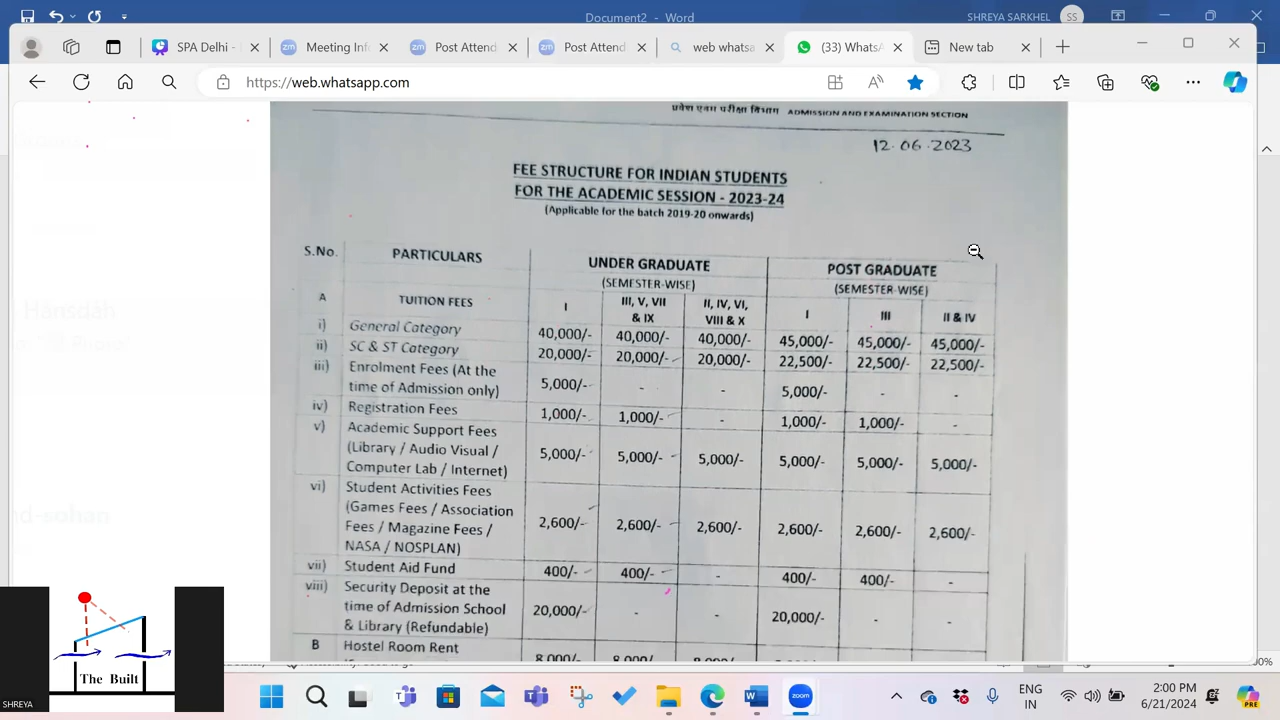 Document2 - Word
SHREYA SARKHEL
SS
SPA Delhi -
Meeting Inf
Post Attend
Post Attend
web whatsa
(33) WhatsA
New tab
https://web.whatsapp.com
प्रवेश एवम परीक्षा विभाग ADMISSION AND EXAMINATION SECTION
12.06.2023
FEE STRUCTURE FOR INDIAN STUDENTS
FOR THE ACADEMIC SESSION - 2023-24
(Applicable for the batch 2019-20 onwards)
S.No. PARTICULARS UNDER GRADUATE POST GRADUATE
(SEMESTER-WISE) (SEMESTER-WISE)
A TUITION FEES I III, V, VII & IX II, IV, VI, VIII & X I III II & IV
i) General Category 40,000/- 40,000/- 40,000/- 45,000/- 45,000/- 45,000/-
ii) SC & ST Category 20,000/- 20,000/- 20,000/- 22,500/- 22,500/- 22,500/-
iii) Enrolment Fees (At the
time of Admission only) 5,000/- - - 5,000/- - -
iv) Registration Fees 1,000/- 1,000/- - 1,000/- 1,000/- -
v) Academic Support Fees
(Library / Audio Visual /
Computer Lab / Internet) 5,000/- 5,000/- 5,000/- 5,000/- 5,000/- 5,000/-
vi) Student Activities Fees
(Games Fees / Association
Fees / Magazine Fees /
NASA / NOSPLAN) 2,600/- 2,600/- 2,600/- 2,600/- 2,600/- 2,600/-
vii) Student Aid Fund 400/- 400/- - 400/- 400/- -
viii) Security Deposit at the
time of Admission School
& Library (Refundable) 20,000/- - - 20,000/- - -
B Hostel Room Rent
8,000/- 8,000/- 8,000/-
Hansdah
The Built
SHREYA
ENG
IN
2:00 PM
6/21/2024
PRE
zoom